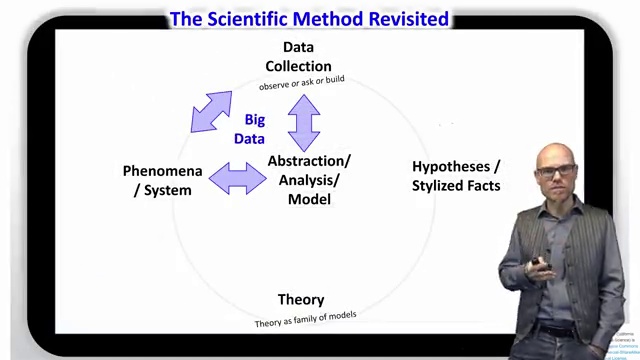 The Scientific Method Revisited
Data
Collection
observe or ask or build
Big
Data
Phenomena
/ System
Abstraction/
Analysis/
Model
Hypotheses /
Stylized Facts
Theory
Theory as family of models